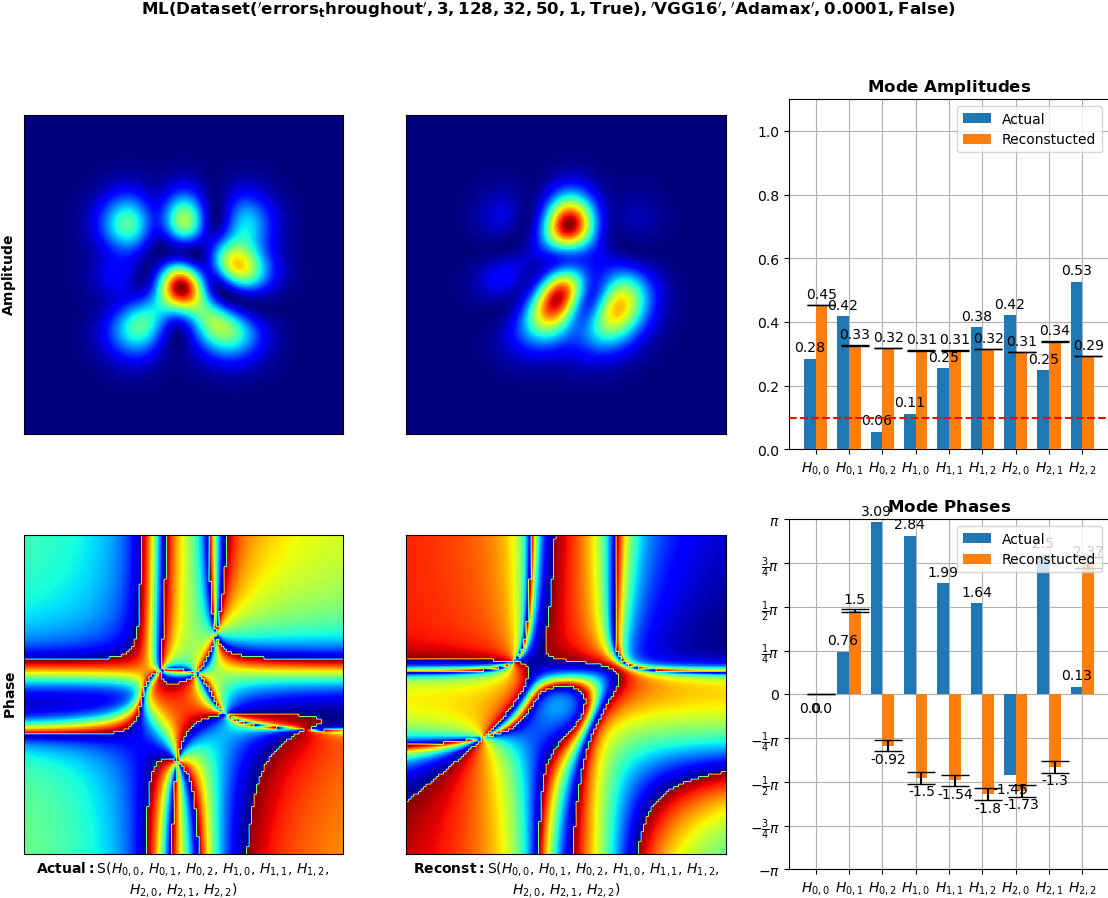 ML(Dataset('errors_throughout', 3, 128, 32, 50, 1, True), 'VGG16', 'Adamax', 0.0001, False)
Amplitude
Mode Amplitudes
Actual
Reconstucted
1.0
0.8
0.6
0.4
0.2
0.0
0.28
0.45
0.42
0.33
0.06
0.32
0.11
0.31
0.25
0.31
0.38
0.32
0.42
0.31
0.25
0.34
0.53
0.29
H0,0 H0,1 H0,2 H1,0 H1,1 H1,2 H2,0 H2,1 H2,2
Phase
Mode Phases
Actual
Reconstucted
π
3/4π
1/2π
1/4π
0
−1/4π
−1/2π
−3/4π
−π
0.0
0.0
0.76
1.5
3.09
-0.92
2.84
-1.5
1.99
-1.54
1.64
-1.8
-1.45
-1.73
2.5
-1.3
0.13
2.37
H0,0 H0,1 H0,2 H1,0 H1,1 H1,2 H2,0 H2,1 H2,2
Actual: S(H0,0, H0,1, H0,2, H1,0, H1,1, H1,2,
H2,0, H2,1, H2,2)
Reconst: S(H0,0, H0,1, H0,2, H1,0, H1,1, H1,2,
H2,0, H2,1, H2,2)